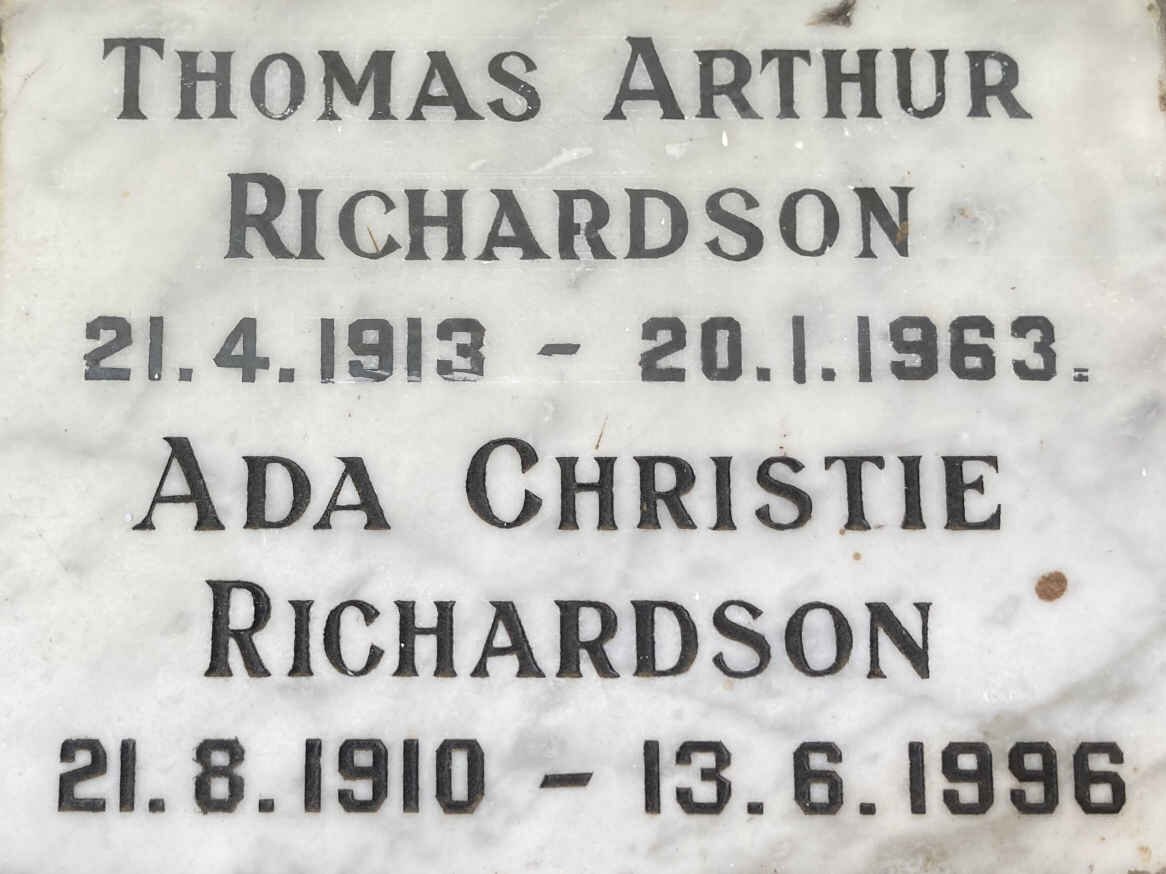 THOMAS ARTHUR
RICHARDSON
21.4.1913 - 20.1.1963.
ADA CHRISTIE
RICHARDSON
21.8.1910 - 13.6.1996